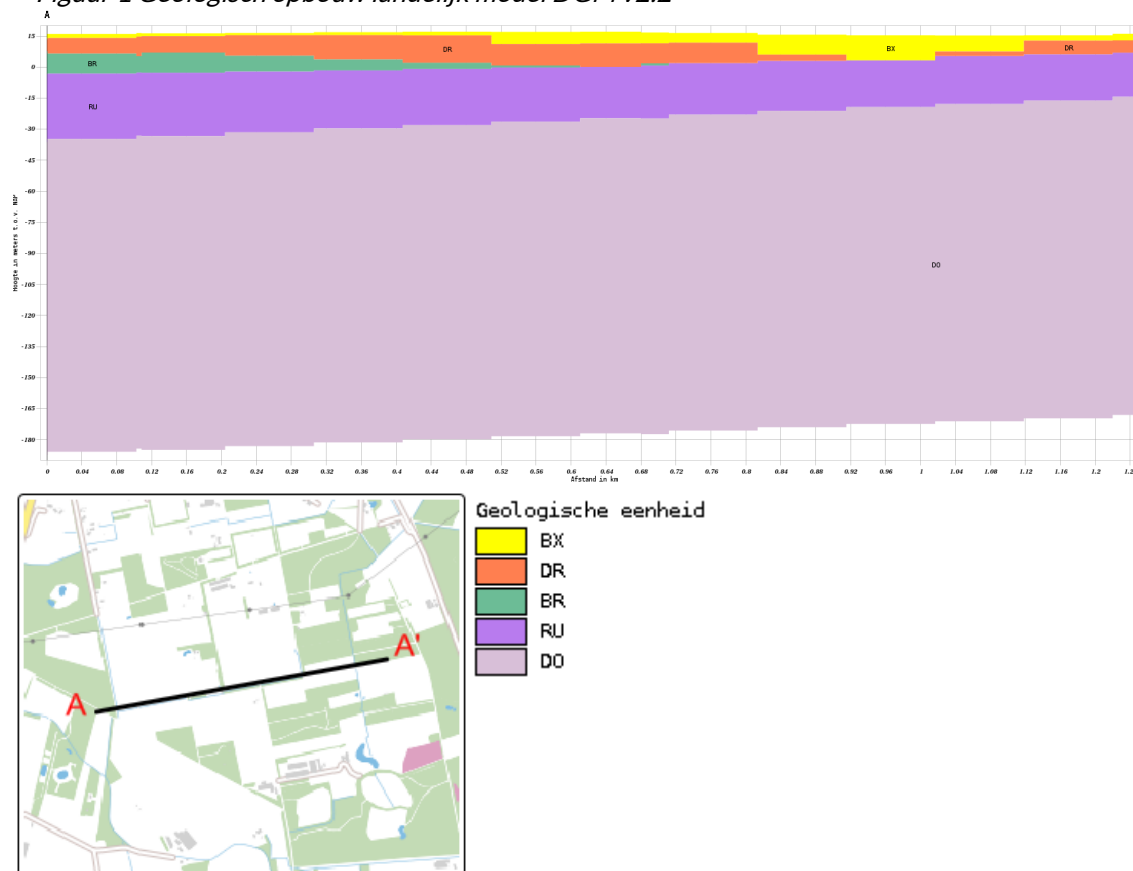 Figuur 1 Geologisch opbouw landelijk model DGM v2.2
A
15
0
-15
-30
-45
-60
-75
-90
-105
-120
-135
-150
-165
-180
Hoogte in meters t.o.v. NAP
BR
RU
DR
BX
DR
DO
0 0.04 0.08 0.12 0.16 0.2 0.24 0.28 0.32 0.36 0.4 0.44 0.48 0.52 0.56 0.6 0.64 0.68 0.72 0.76 0.8 0.84 0.88 0.92 0.96 1 1.04 1.08 1.12 1.16 1.2
Afstand in km
A
A'
Geologische eenheid
BX
DR
BR
RU
DO